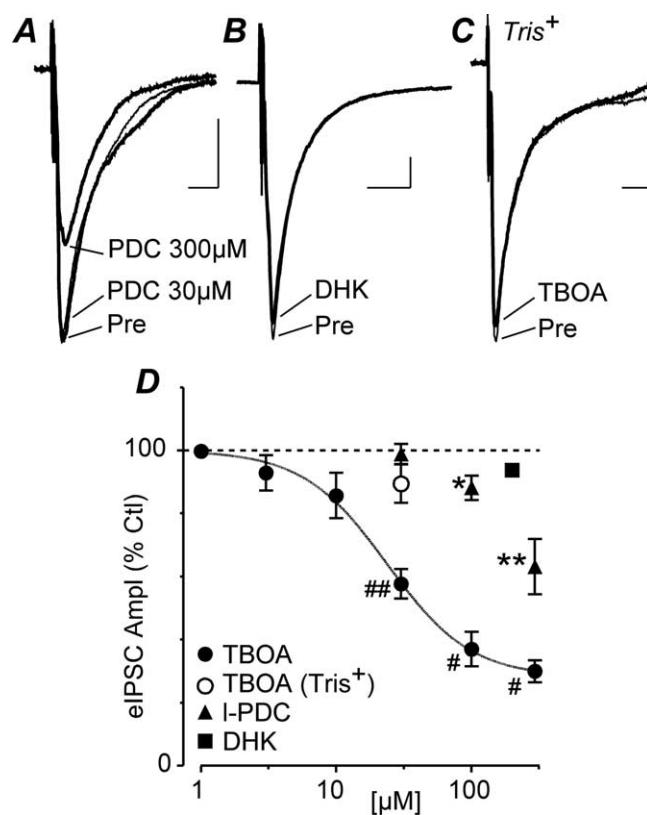 A
B
C
Tris+
PDC 300µM
PDC 30µM
Pre
DHK
Pre
TBOA
Pre
D
eIPSC Ampl (% Ctl)
100
0
*
**
##
#
#
TBOA
TBOA (Tris+)
l-PDC
DHK
1
10
100
[µM]